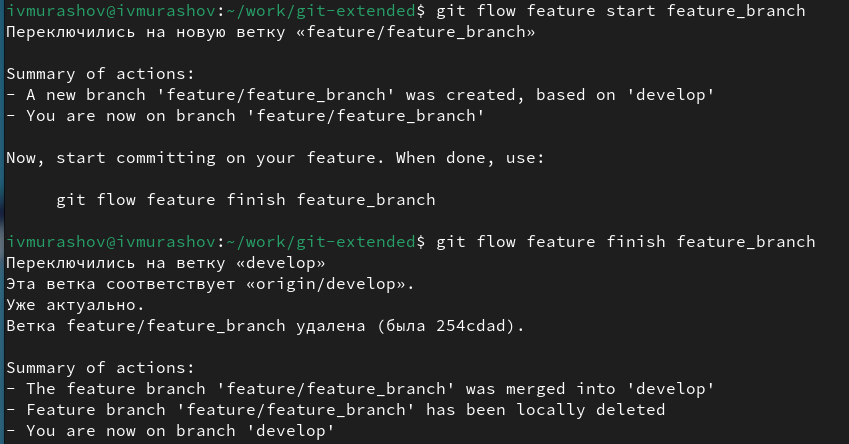 ivmurashov@ivmurashov:~/work/git-extended$ git flow feature start feature_branch
Переключились на новую ветку «feature/feature_branch»
Summary of actions:
- A new branch 'feature/feature_branch' was created, based on 'develop'
- You are now on branch 'feature/feature_branch'
Now, start committing on your feature. When done, use:
git flow feature finish feature_branch
ivmurashov@ivmurashov:~/work/git-extended$ git flow feature finish feature_branch
Переключились на ветку «develop»
Эта ветка соответствует «origin/develop».
Уже актуально.
Ветка feature/feature_branch удалена (была 254cdad).
Summary of actions:
- The feature branch 'feature/feature_branch' was merged into 'develop'
- Feature branch 'feature/feature_branch' has been locally deleted
- You are now on branch 'develop'